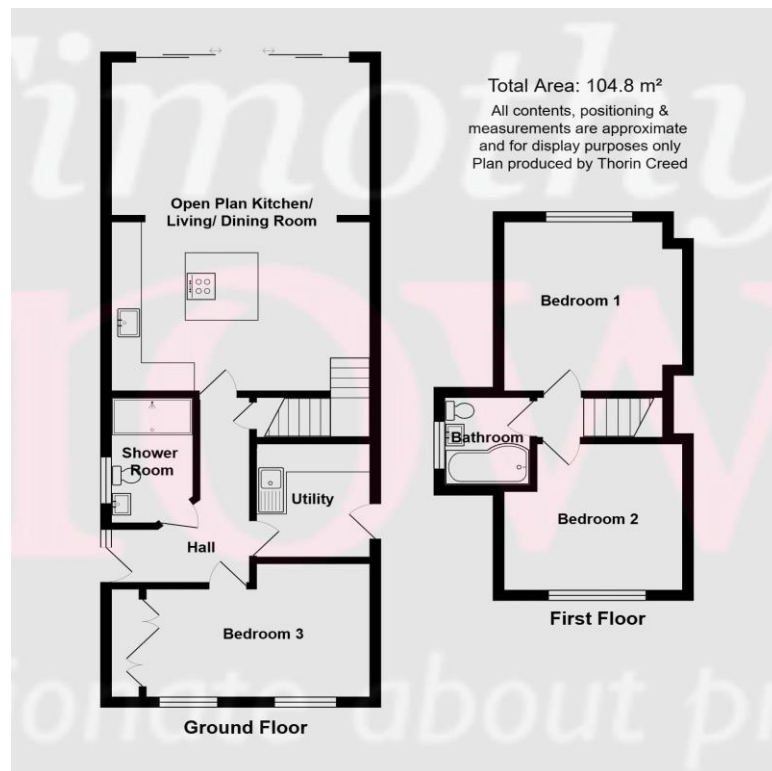 Timothy
Total Area: 104.8 m²
All contents, positioning &
measurements are approximate
and for display purposes only
Plan produced by Thorin Creed
Open Plan Kitchen/
Living/ Dining Room
Bedroom 1
Shower
Room
Bathroom
Utility
Hall
Bedroom 2
Bedroom 3
First Floor
Ground Floor
about